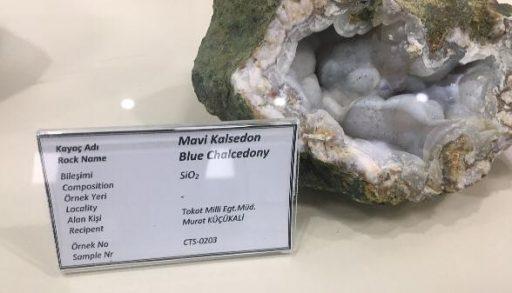 Kayaç Adı Mavi Kalsedon
Rock Name Blue Chalcedony
Bileşimi SiO₂
Composition
Örnek Yeri -
Locality
Alan Kişi Tokat Milli Egt.Müd.
Recipent Murat KÜÇÜKALİ
Örnek No CTS-0203
Sample Nr